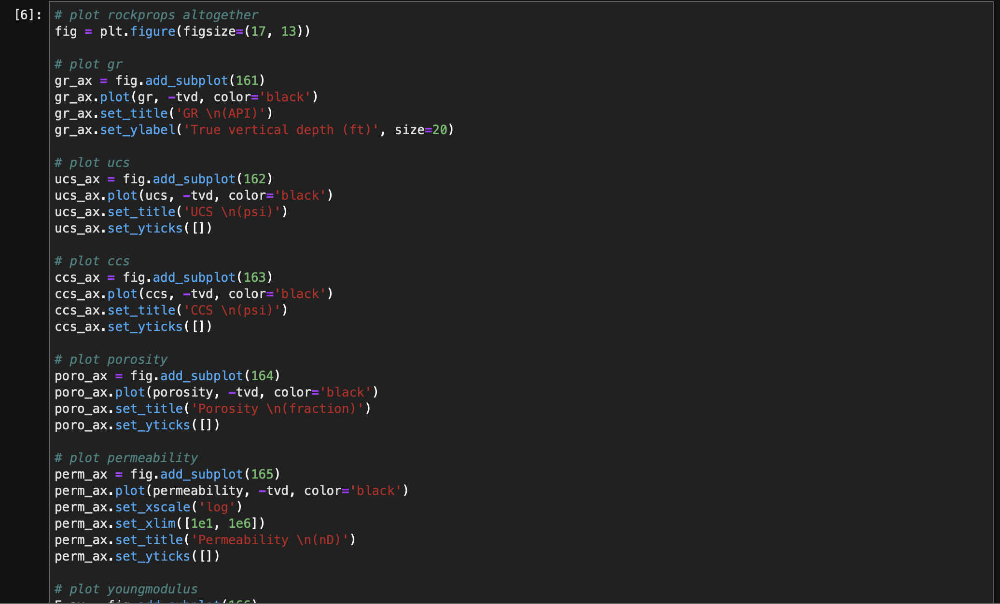 [6]:
# plot rockprops altogether
fig = plt.figure(figsize=(17, 13))
# plot gr
gr_ax = fig.add_subplot(161)
gr_ax.plot(gr, -tvd, color='black')
gr_ax.set_title('GR \n(API)')
gr_ax.set_ylabel('True vertical depth (ft)', size=20)
# plot ucs
ucs_ax = fig.add_subplot(162)
ucs_ax.plot(ucs, -tvd, color='black')
ucs_ax.set_title('UCS \n(psi)')
ucs_ax.set_yticks([])
# plot ccs
ccs_ax = fig.add_subplot(163)
ccs_ax.plot(ccs, -tvd, color='black')
ccs_ax.set_title('CCS \n(psi)')
ccs_ax.set_yticks([])
# plot porosity
poro_ax = fig.add_subplot(164)
poro_ax.plot(porosity, -tvd, color='black')
poro_ax.set_title('Porosity \n(fraction)')
poro_ax.set_yticks([])
# plot permeability
perm_ax = fig.add_subplot(165)
perm_ax.plot(permeability, -tvd, color='black')
perm_ax.set_xscale('log')
perm_ax.set_xlim([1e1, 1e6])
perm_ax.set_title('Permeability \n(nD)')
perm_ax.set_yticks([])
# plot youngmodulus